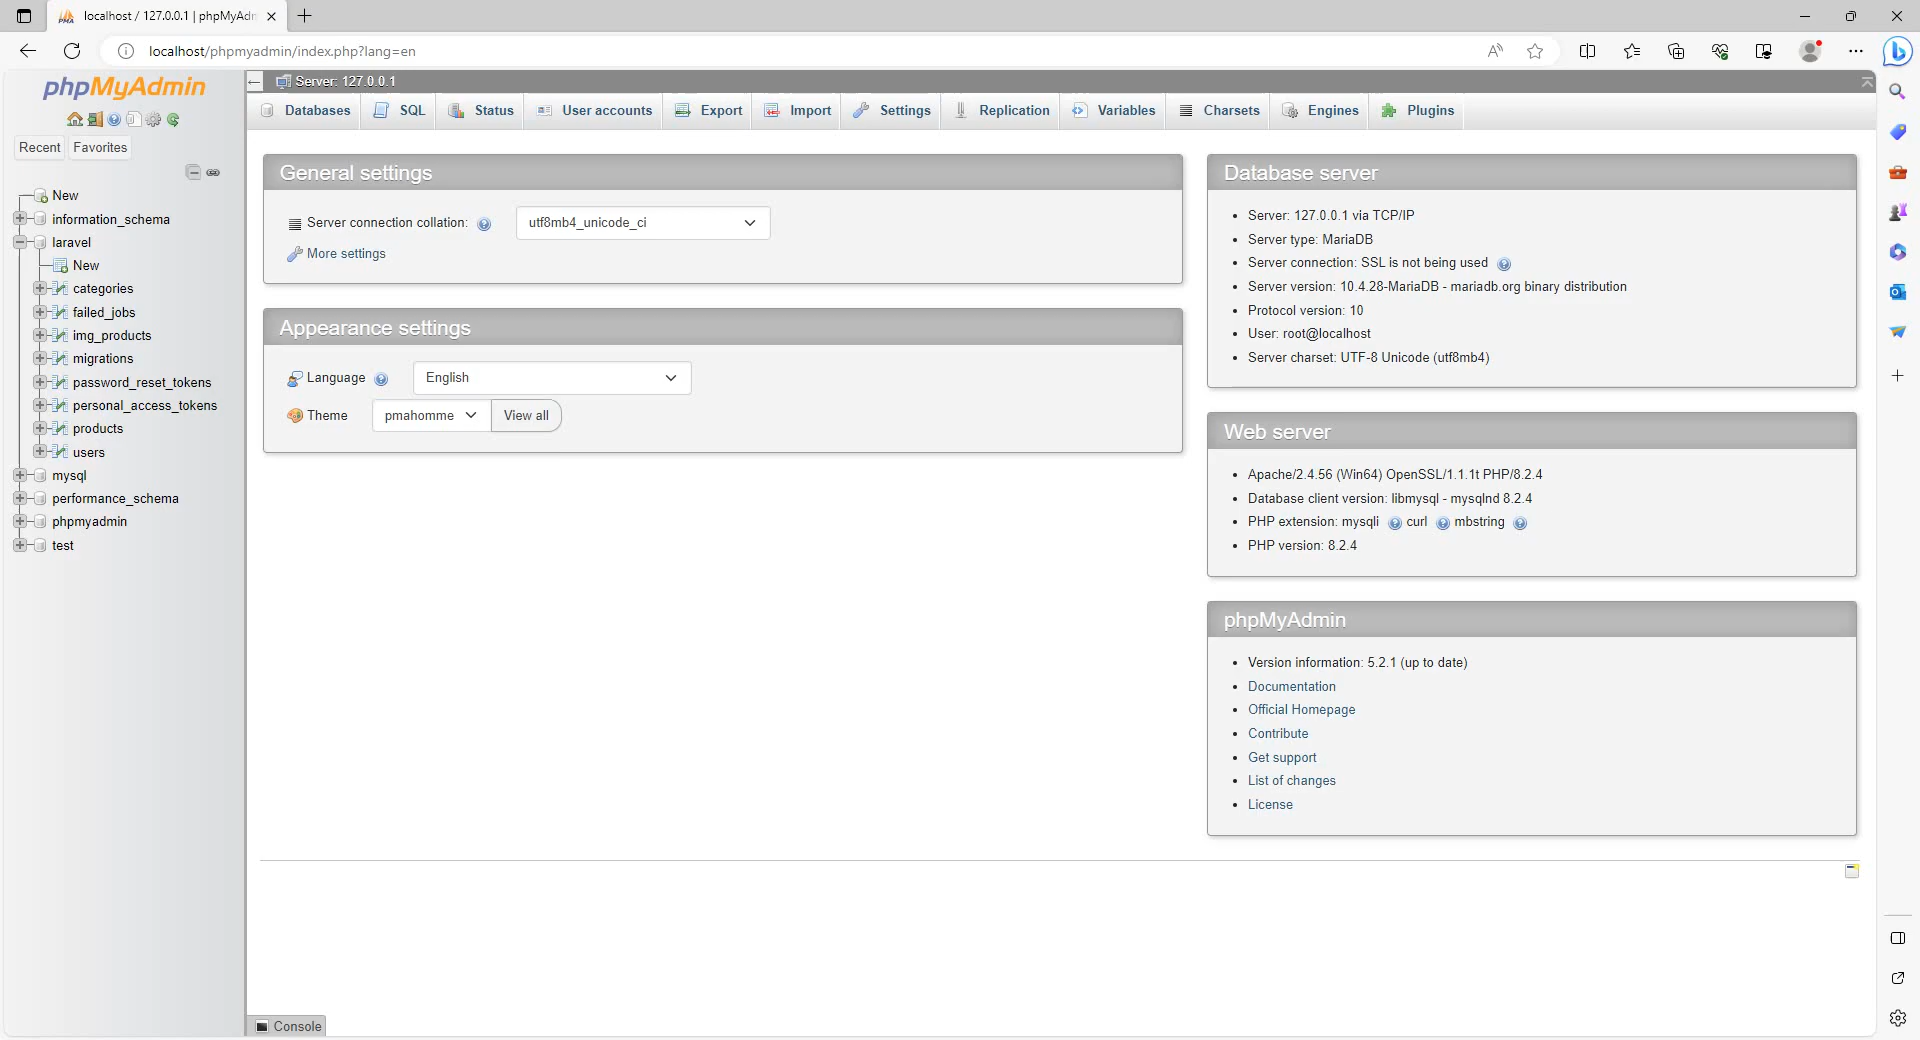 localhost / 127.0.0.1 | phpMyAdm
localhost/phpmyadmin/index.php?lang=en
phpMyAdmin
Recent Favorites
New
information_schema
laravel
New
categories
failed_jobs
img_products
migrations
password_reset_tokens
personal_access_tokens
products
users
mysql
performance_schema
phpmyadmin
test
Server: 127.0.0.1
Databases SQL Status User accounts Export Import Settings Replication Variables Charsets Engines Plugins
General settings
Server connection collation: utf8mb4_unicode_ci
More settings
Appearance settings
Language English
Theme pmahomme View all
Database server
Server: 127.0.0.1 via TCP/IP
Server type: MariaDB
Server connection: SSL is not being used
Server version: 10.4.28-MariaDB - mariadb.org binary distribution
Protocol version: 10
User: root@localhost
Server charset: UTF-8 Unicode (utf8mb4)
Web server
Apache/2.4.56 (Win64) OpenSSL/1.1.1t PHP/8.2.4
Database client version: libmysql - mysqlnd 8.2.4
PHP extension: mysqli curl mbstring
PHP version: 8.2.4
phpMyAdmin
Version information: 5.2.1 (up to date)
Documentation
Official Homepage
Contribute
Get support
List of changes
License
Console